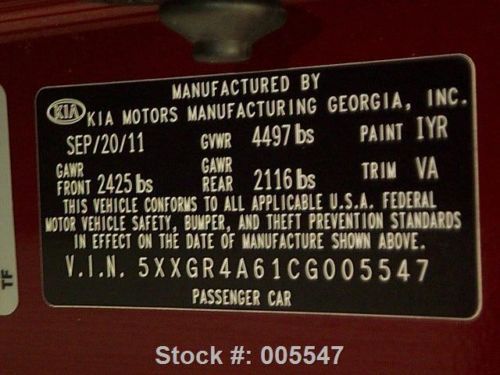 MANUFACTURED BY
KIA KIA MOTORS MANUFACTURING GEORGIA, INC.
SEP/20/11 GVWR 4497 lbs PAINT IYR
GAWR FRONT 2425 lbs GAWR REAR 2116 lbs TRIM VA
THIS VEHICLE CONFORMS TO ALL APPLICABLE U.S.A. FEDERAL
MOTOR VEHICLE SAFETY, BUMPER, AND THEFT PREVENTION STANDARDS
IN EFFECT ON THE DATE OF MANUFACTURE SHOWN ABOVE.
V.I.N. 5XXGR4A61CG005547
PASSENGER CAR
TF
Stock #: 005547